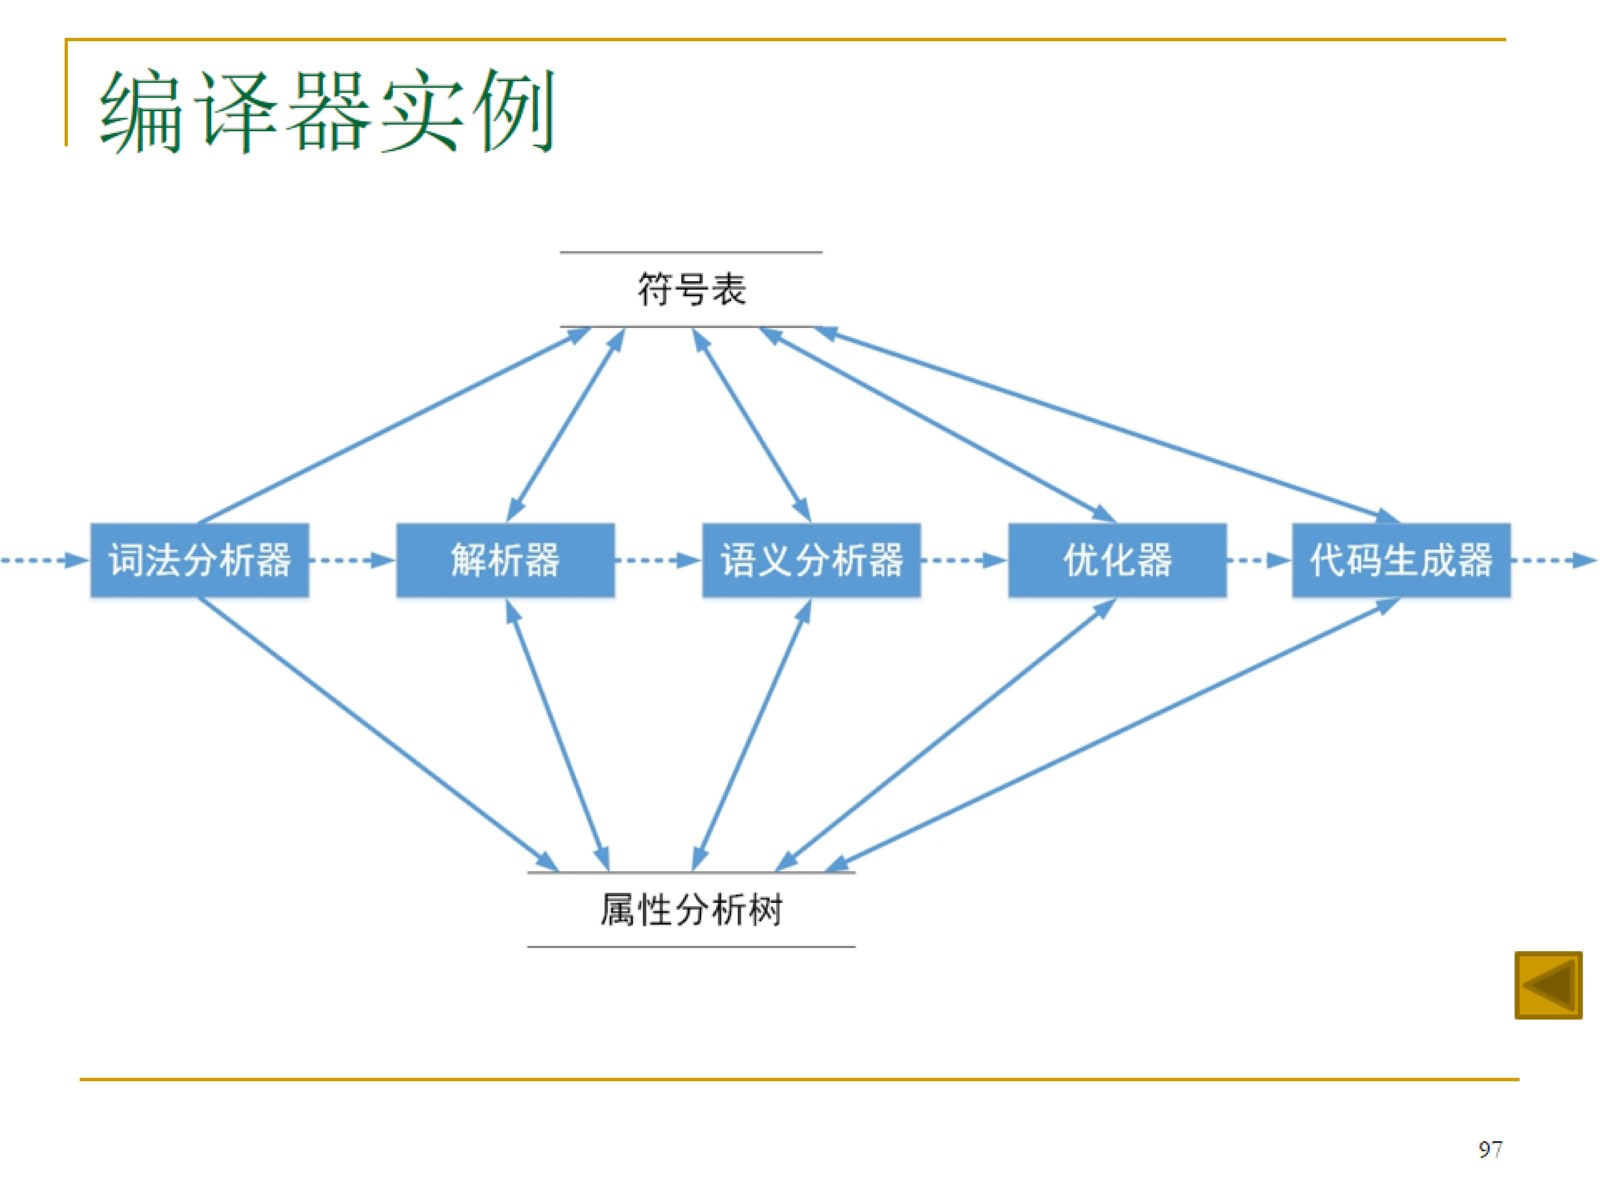 编译器实例
符号表
词法分析器
解析器
语义分析器
优化器
代码生成器
属性分析树
97